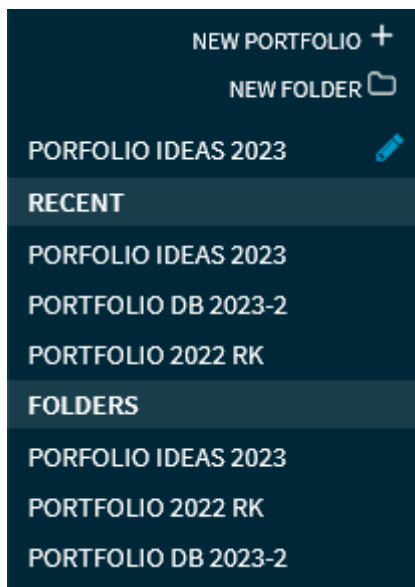 NEW PORTFOLIO +
NEW FOLDER
PORFOLIO IDEAS 2023
RECENT
PORFOLIO IDEAS 2023
PORTFOLIO DB 2023-2
PORTFOLIO 2022 RK
FOLDERS
PORFOLIO IDEAS 2023
PORTFOLIO 2022 RK
PORTFOLIO DB 2023-2